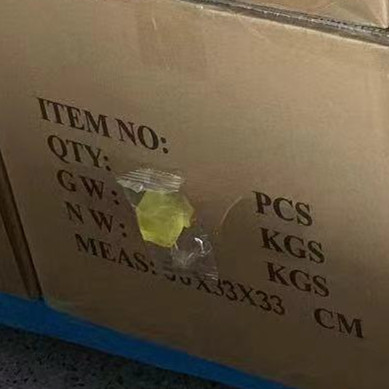 ITEM NO:
QTY: PCS
G W: KGS
N W: KGS
MEAS: X33X33 CM